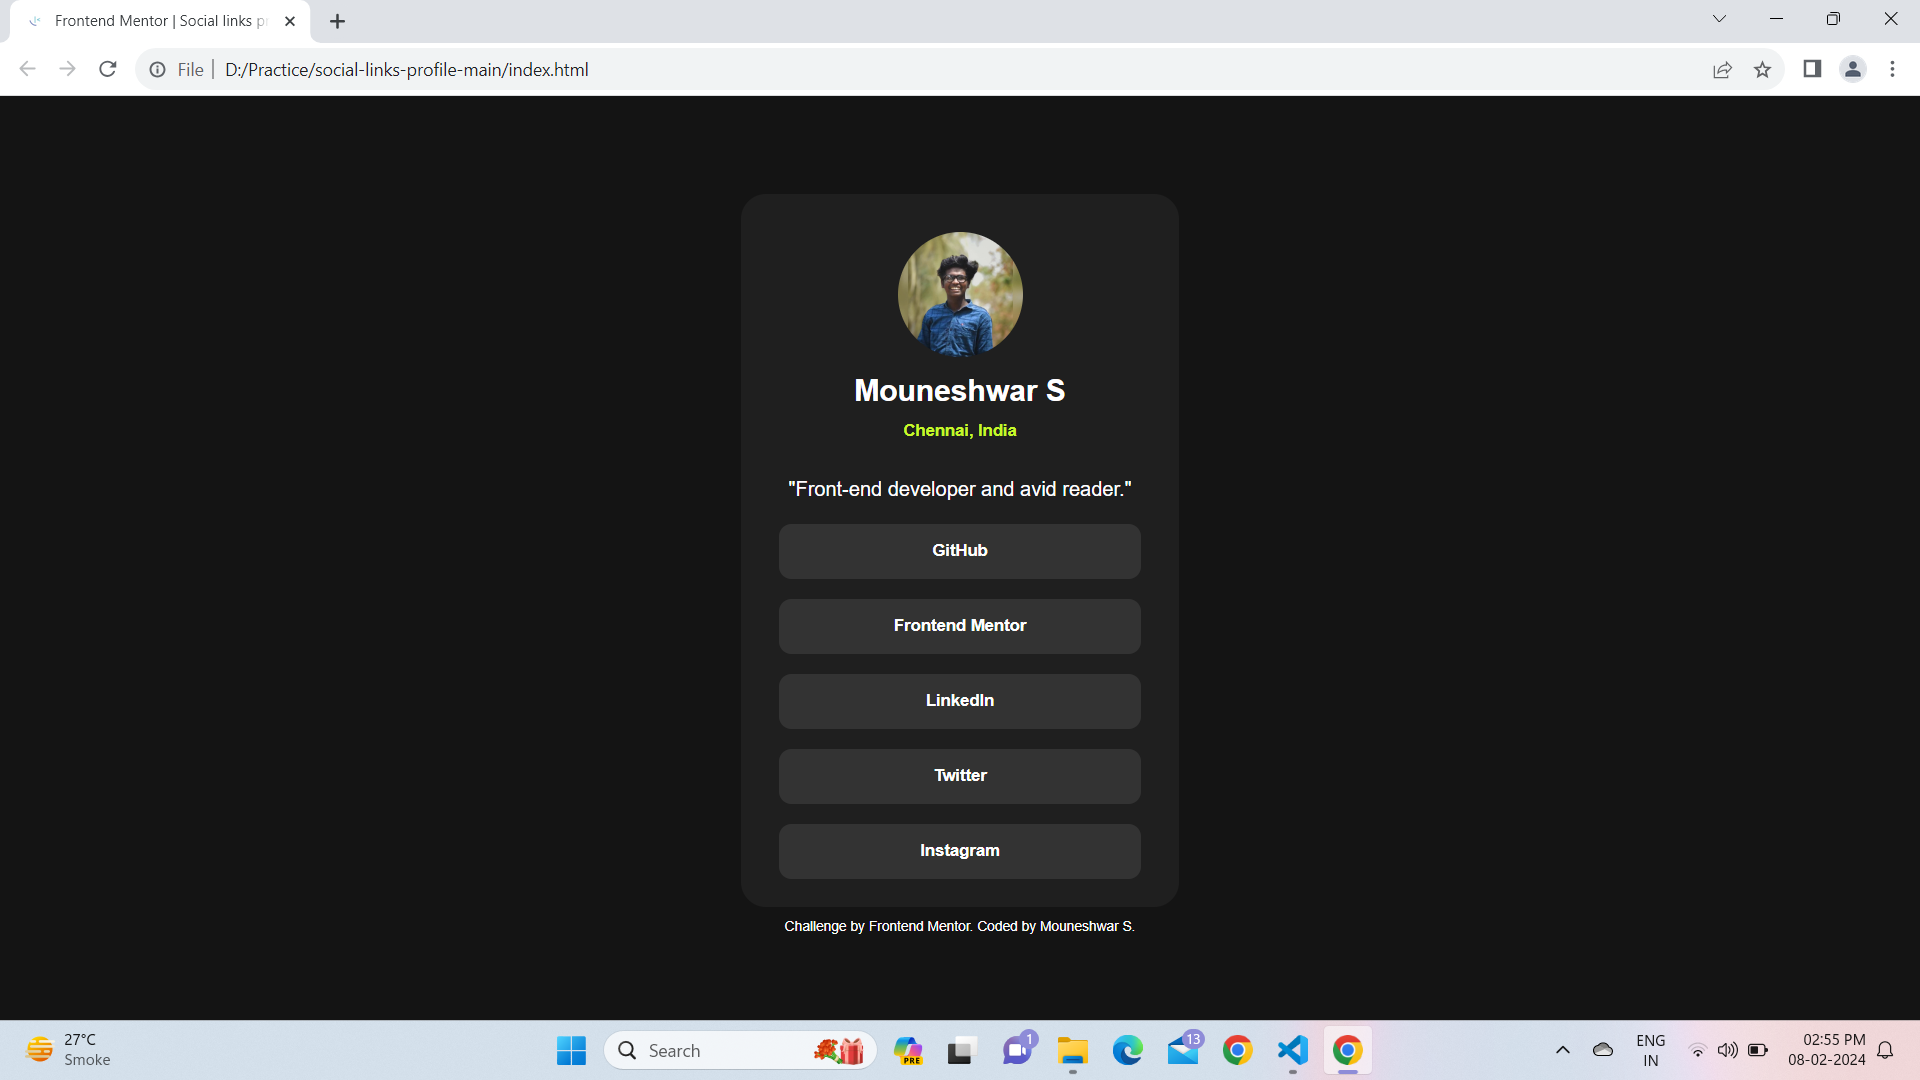 Frontend Mentor | Social links p
File
D:/Practice/social-links-profile-main/index.html
Mouneshwar S
Chennai, India
"Front-end developer and avid reader."
GitHub
Frontend Mentor
LinkedIn
Twitter
Instagram
Challenge by Frontend Mentor. Coded by Mouneshwar S.
27°C
Smoke
Search
PRE
1
13
ENG
IN
02:55 PM
08-02-2024